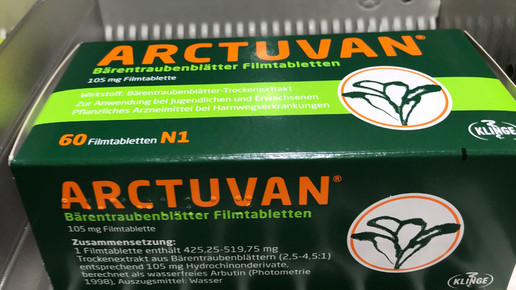 ARCTUVAN®
Bärentraubenblätter Filmtabletten
105 mg Filmtablette
Wirkstoff: Bärentraubenblätter-Trockenextrakt
Zur Anwendung bei Jugendlichen und Erwachsenen
Pflanzliches Arzneimittel bei Harnwegserkrankungen
60 Filmtabletten N1
KLINGE
ARCTUVAN®
Bärentraubenblätter Filmtabletten
105 mg Filmtablette
Zusammensetzung:
1 Filmtablette enthält 425,25-519,75 mg
Trockenextrakt aus Bärentraubenblättern (2,5-4,5:1)
entsprechend 105 mg Hydrochinonderivate,
berechnet als wasserfreies Arbutin (Photometrie
1998), Auszugsmittel: Wasser
KLINGE